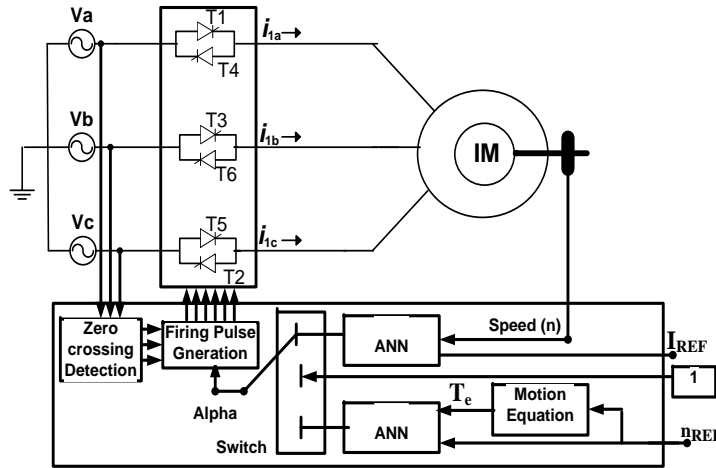 Va
T1
i1a→
T4
Vb
T3
i1b→
T6
IM
Vc
T5
i1c→
T2
Zero
crossing
Detection
Firing Pulse
Gneration
ANN
Speed (n)
IREF
1
Alpha
Te
Motion
Equation
Switch
ANN
nREF